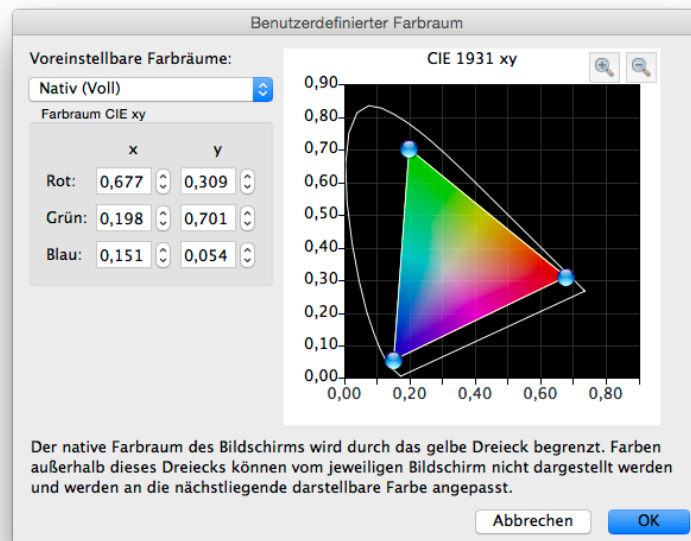 Benutzerdefinierter Farbraum
Voreinstellbare Farbräume:
Nativ (Voll)
Farbraum CIE xy
x y
Rot: 0,677 0,309
Grün: 0,198 0,701
Blau: 0,151 0,054
CIE 1931 xy
0,90
0,80
0,70
0,60
0,50
0,40
0,30
0,20
0,10
0,00
0,00 0,20 0,40 0,60 0,80
Der native Farbraum des Bildschirms wird durch das gelbe Dreieck begrenzt. Farben
außerhalb dieses Dreiecks können vom jeweiligen Bildschirm nicht dargestellt werden
und werden an die nächstliegende darstellbare Farbe angepasst.
Abbrechen OK